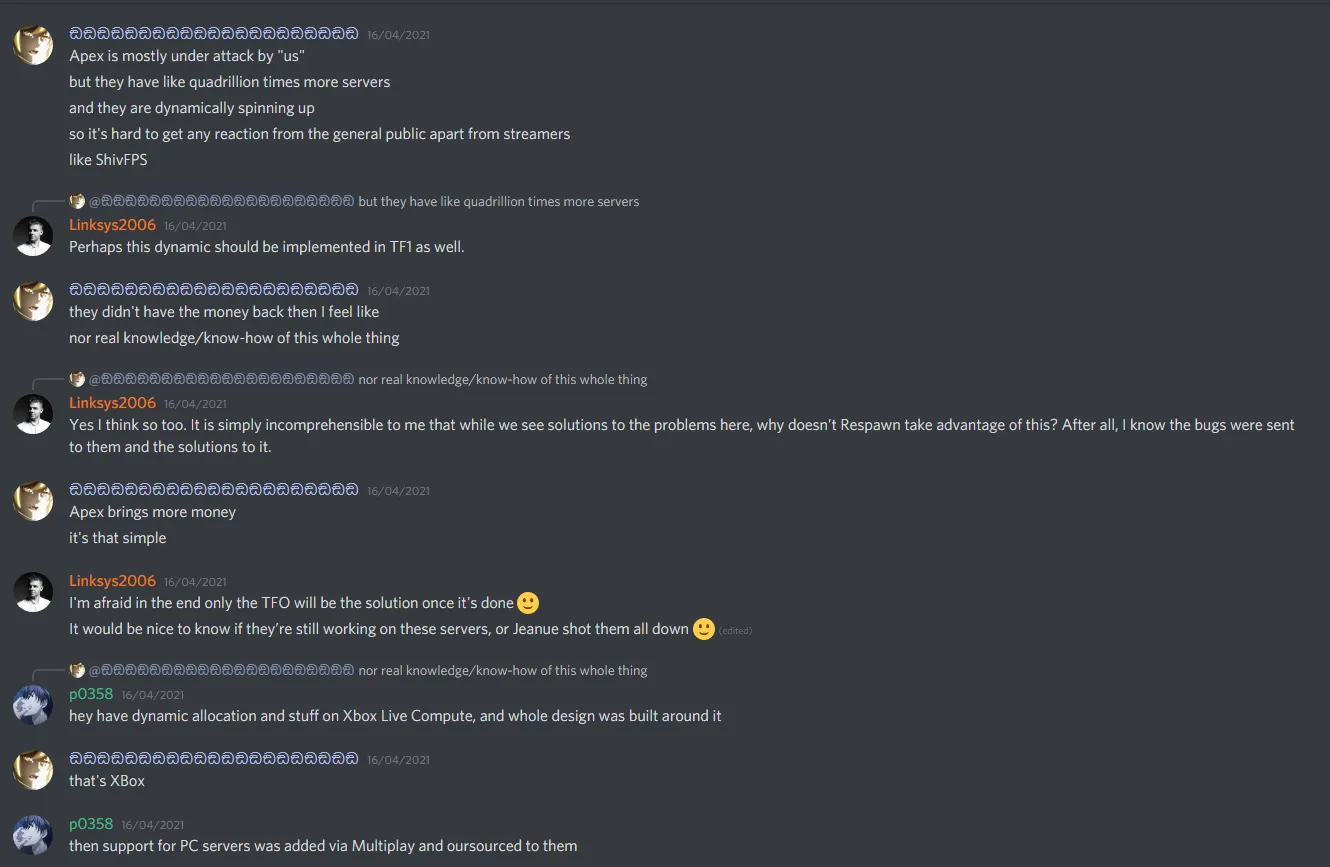 ඞඞඞඞඞඞඞඞඞඞඞඞඞඞඞඞඞඞඞඞඞ 16/04/2021
Apex is mostly under attack by "us"
but they have like quadrillion times more servers
and they are dynamically spinning up
so it's hard to get any reaction from the general public apart from streamers
like ShivFPS
@ඞඞඞඞඞඞඞඞඞඞඞඞඞඞඞඞඞඞඞඞඞ but they have like quadrillion times more servers
Linksys2006 16/04/2021
Perhaps this dynamic should be implemented in TF1 as well.
ඞඞඞඞඞඞඞඞඞඞඞඞඞඞඞඞඞඞඞඞඞ 16/04/2021
they didn't have the money back then I feel like
nor real knowledge/know-how of this whole thing
@ඞඞඞඞඞඞඞඞඞඞඞඞඞඞඞඞඞඞඞඞඞ nor real knowledge/know-how of this whole thing
Linksys2006 16/04/2021
Yes I think so too. It is simply incomprehensible to me that while we see solutions to the problems here, why doesn’t Respawn take advantage of this? After all, I know the bugs were sent
to them and the solutions to it.
ඞඞඞඞඞඞඞඞඞඞඞඞඞඞඞඞඞඞඞඞඞ 16/04/2021
Apex brings more money
it's that simple
Linksys2006 16/04/2021
I'm afraid in the end only the TFO will be the solution once it's done 🙂
It would be nice to know if they’re still working on these servers, or Jeanue shot them all down 🙂 (edited)
@ඞඞඞඞඞඞඞඞඞඞඞඞඞඞඞඞඞඞඞඞඞ nor real knowledge/know-how of this whole thing
p0358 16/04/2021
hey have dynamic allocation and stuff on Xbox Live Compute, and whole design was built around it
ඞඞඞඞඞඞඞඞඞඞඞඞඞඞඞඞඞඞඞඞඞ 16/04/2021
that's XBox
p0358 16/04/2021
then support for PC servers was added via Multiplay and oursourced to them